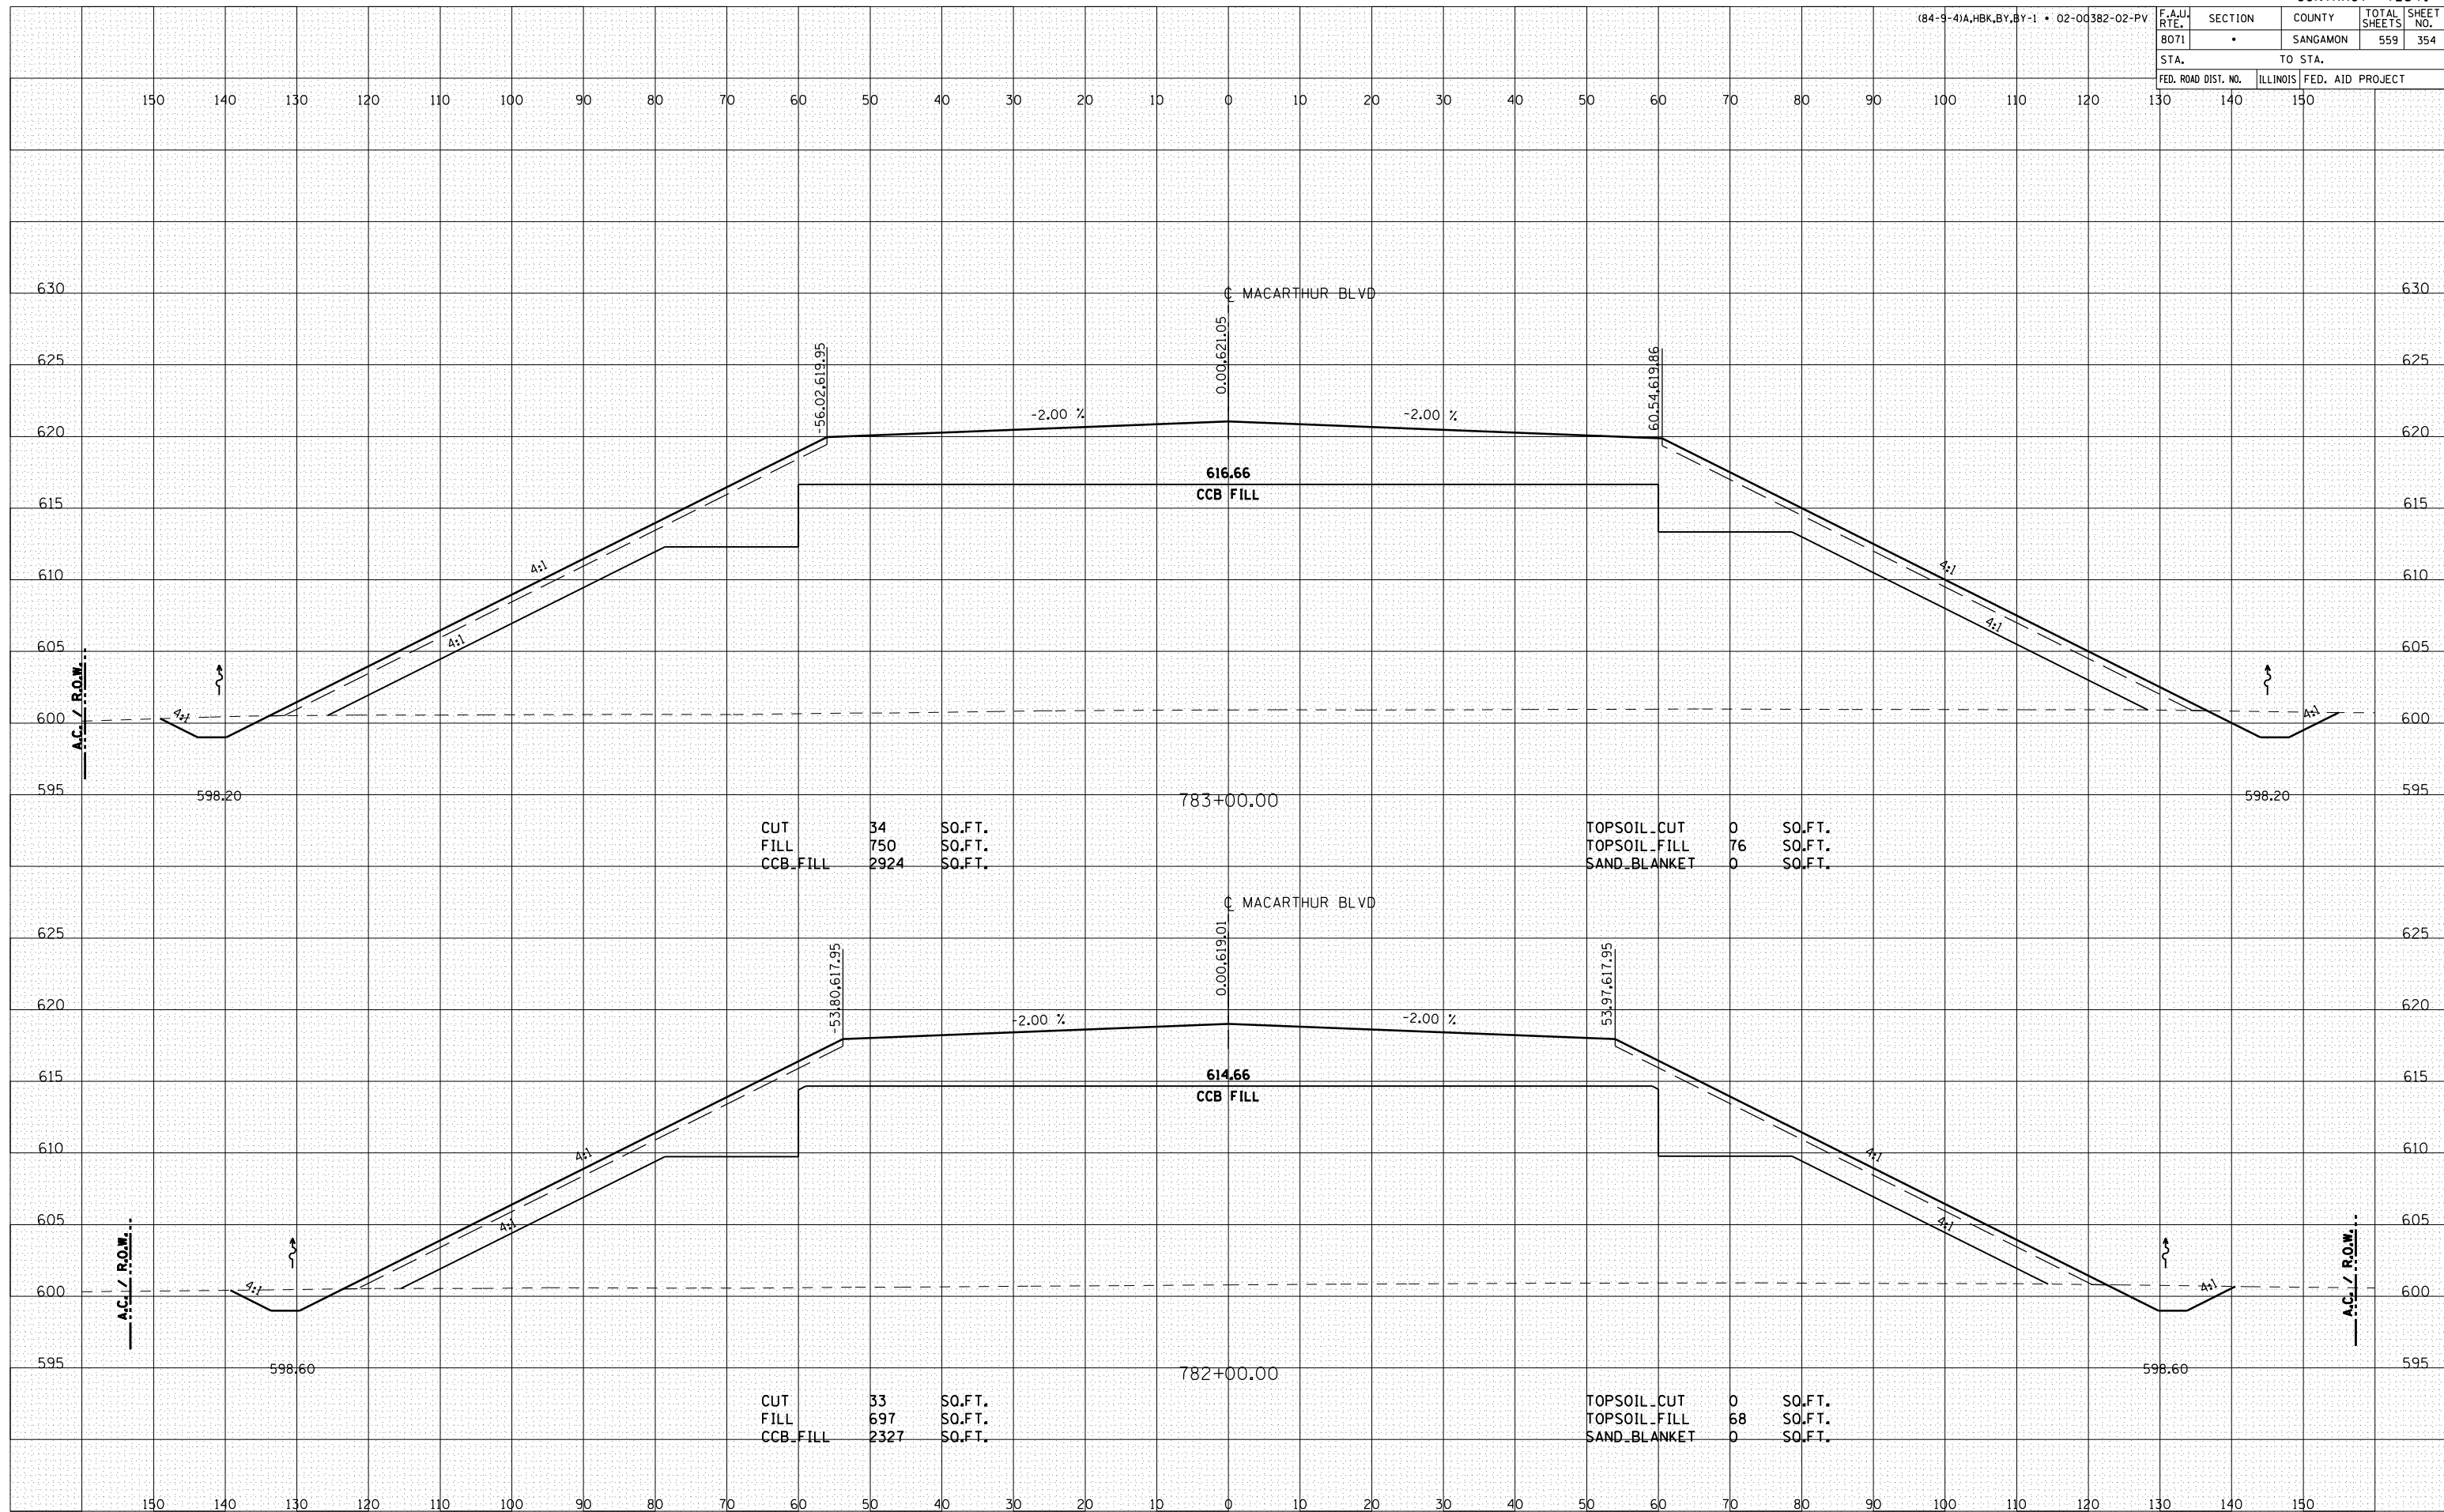 (84-9-4)A,HBK,BY,BY-1 • 02-00382-02-PV
F.A.U. RTE. SECTION COUNTY TOTAL SHEETS SHEET NO.
8071 • SANGAMON 559 354
STA. TO STA.
FED. ROAD DIST. NO. ILLINOIS FED. AID PROJECT
150 140 130 120 110 100 90 80 70 60 50 40 30 20 10 0 10 20 30 40 50 60 70 80 90 100 110 120 130 140 150
630 630
℄ MACARTHUR BLVD
625 625
-56.02,619.95
0.00,621.05
60.54,619.86
620 620
-2.00 %
-2.00 %
616.66
CCB FILL
615 615
610 610
4:1
4:1
4:1
4:1
605 605
A.C. / R.O.W.
4:1
4:1
600 600
595 595
598.20
783+00.00
598.20
CUT 34 SQ.FT.
FILL 750 SQ.FT.
CCB_FILL 2924 SQ.FT.
TOPSOIL_CUT 0 SQ.FT.
TOPSOIL_FILL 76 SQ.FT.
SAND_BLANKET 0 SQ.FT.
℄ MACARTHUR BLVD
625 625
-53.80,617.95
0.00,619.01
53.97,617.95
620 620
-2.00 %
-2.00 %
614.66
CCB FILL
615 615
610 610
4:1
4:1
4:1
4:1
605 605
A.C. / R.O.W.
A.C. / R.O.W.
4:1
4:1
600 600
595 595
598.60
782+00.00
598.60
CUT 33 SQ.FT.
FILL 697 SQ.FT.
CCB_FILL 2327 SQ.FT.
TOPSOIL_CUT 0 SQ.FT.
TOPSOIL_FILL 68 SQ.FT.
SAND_BLANKET 0 SQ.FT.
150 140 130 120 110 100 90 80 70 60 50 40 30 20 10 0 10 20 30 40 50 60 70 80 90 100 110 120 130 140 150